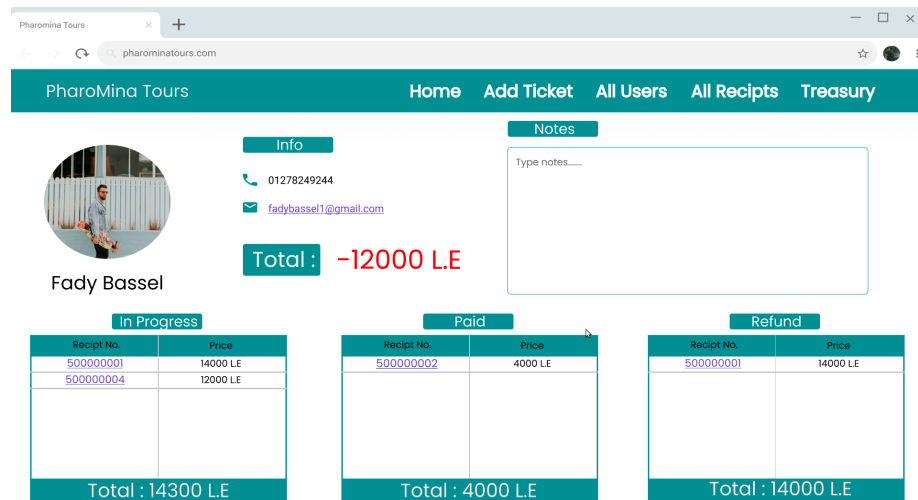 Pharomina Tours
pharominatours.com
PharoMina Tours
Home Add Ticket All Users All Recipts Treasury
Info
01278249244
fadybassel1@gmail.com
Total : -12000 L.E
Fady Bassel
Notes
Type notes......
In Progress
Recipt No. Price
500000001 14000 L.E
500000004 12000 L.E
Total : 14300 L.E
Paid
Recipt No. Price
500000002 4000 L.E
Total : 4000 L.E
Refund
Recipt No. Price
500000001 14000 L.E
Total : 14000 L.E